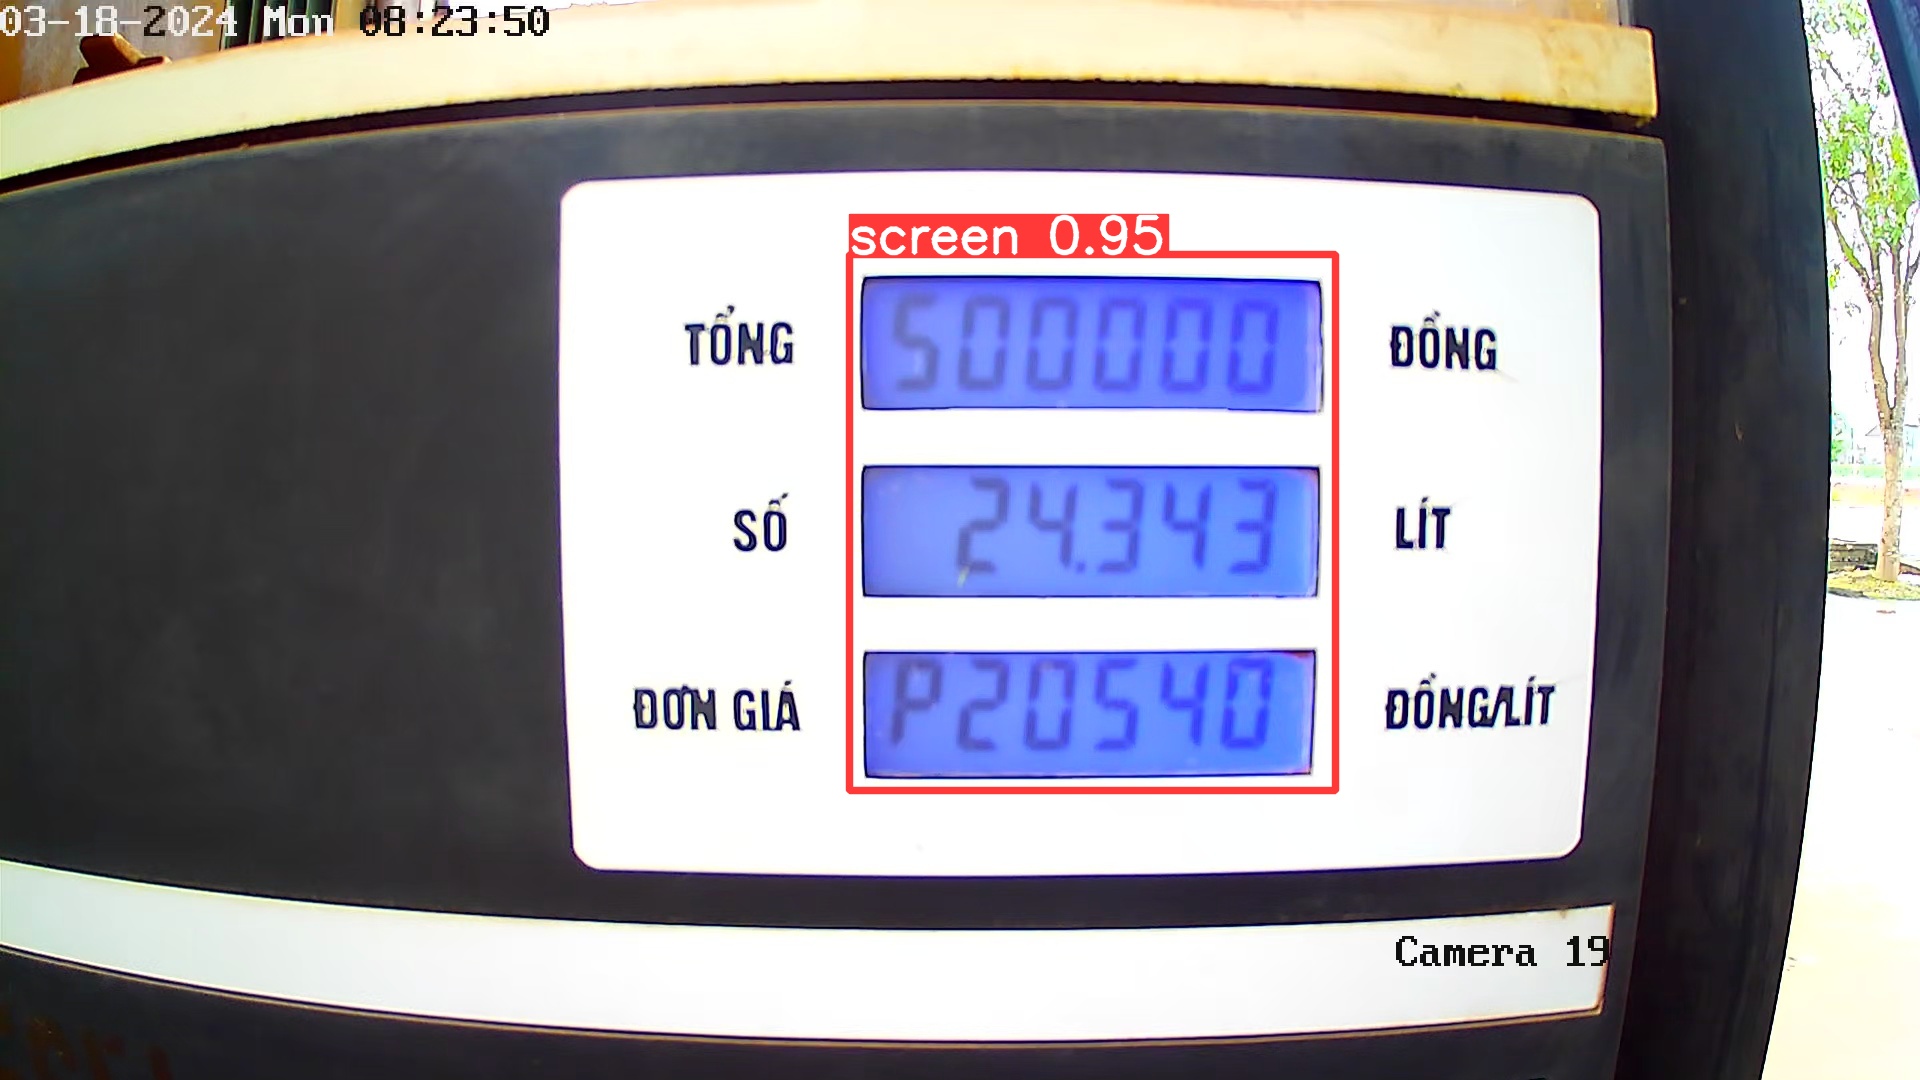 03-18-2024 Mon 08:23:50
screen 0.95
TỔNG 500000 ĐỒNG
SỐ 24.343 LÍT
ĐƠN GIÁ P20540 ĐỒNG/LÍT
Camera 19